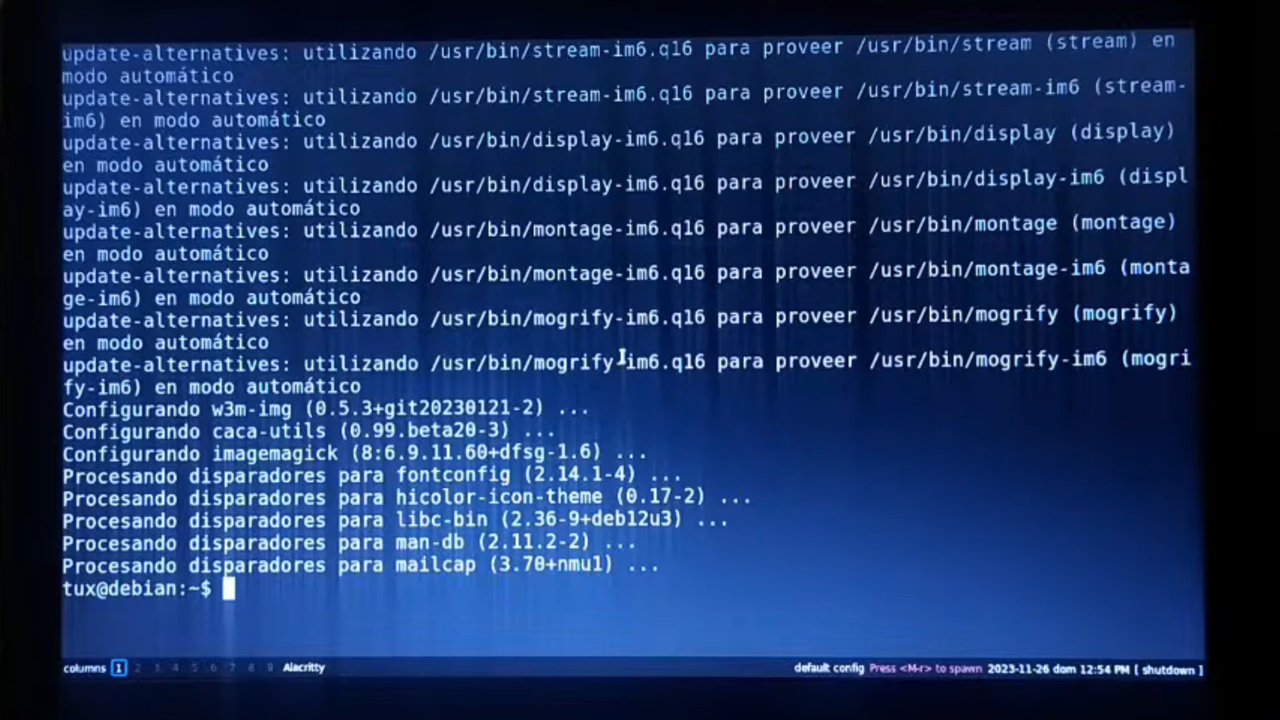 update-alternatives: utilizando /usr/bin/stream-im6.q16 para proveer /usr/bin/stream (stream) en
modo automático
update-alternatives: utilizando /usr/bin/stream-im6.q16 para proveer /usr/bin/stream-im6 (stream-
im6) en modo automático
update-alternatives: utilizando /usr/bin/display-im6.q16 para proveer /usr/bin/display (display)
en modo automático
update-alternatives: utilizando /usr/bin/display-im6.q16 para proveer /usr/bin/display-im6 (displ
ay-im6) en modo automático
update-alternatives: utilizando /usr/bin/montage-im6.q16 para proveer /usr/bin/montage (montage)
en modo automático
update-alternatives: utilizando /usr/bin/montage-im6.q16 para proveer /usr/bin/montage-im6 (monta
ge-im6) en modo automático
update-alternatives: utilizando /usr/bin/mogrify-im6.q16 para proveer /usr/bin/mogrify (mogrify)
en modo automático
update-alternatives: utilizando /usr/bin/mogrify-im6.q16 para proveer /usr/bin/mogrify-im6 (mogri
fy-im6) en modo automático
Configurando w3m-img (0.5.3+git20230121-2) ...
Configurando caca-utils (0.99.beta20-3) ...
Configurando imagemagick (8:6.9.11.60+dfsg-1.6) ...
Procesando disparadores para fontconfig (2.14.1-4) ...
Procesando disparadores para hicolor-icon-theme (0.17-2) ...
Procesando disparadores para libc-bin (2.36-9+deb12u3) ...
Procesando disparadores para man-db (2.11.2-2) ...
Procesando disparadores para mailcap (3.70+nmu1) ...
tux@debian:~$
columns 1 2 3 4 5 6 7 8 9 Alacritty default config Press <M-r> to spawn 2023-11-26 dom 12:54 PM [ shutdown ]